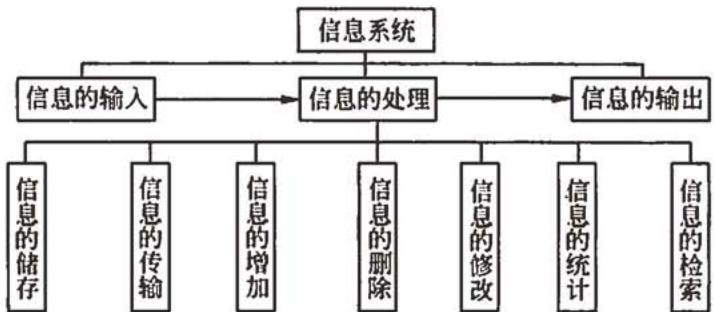 信息系统
信息的输入
信息的处理
信息的输出
信息的储存
信息的传输
信息的增加
信息的删除
信息的修改
信息的统计
信息的检索